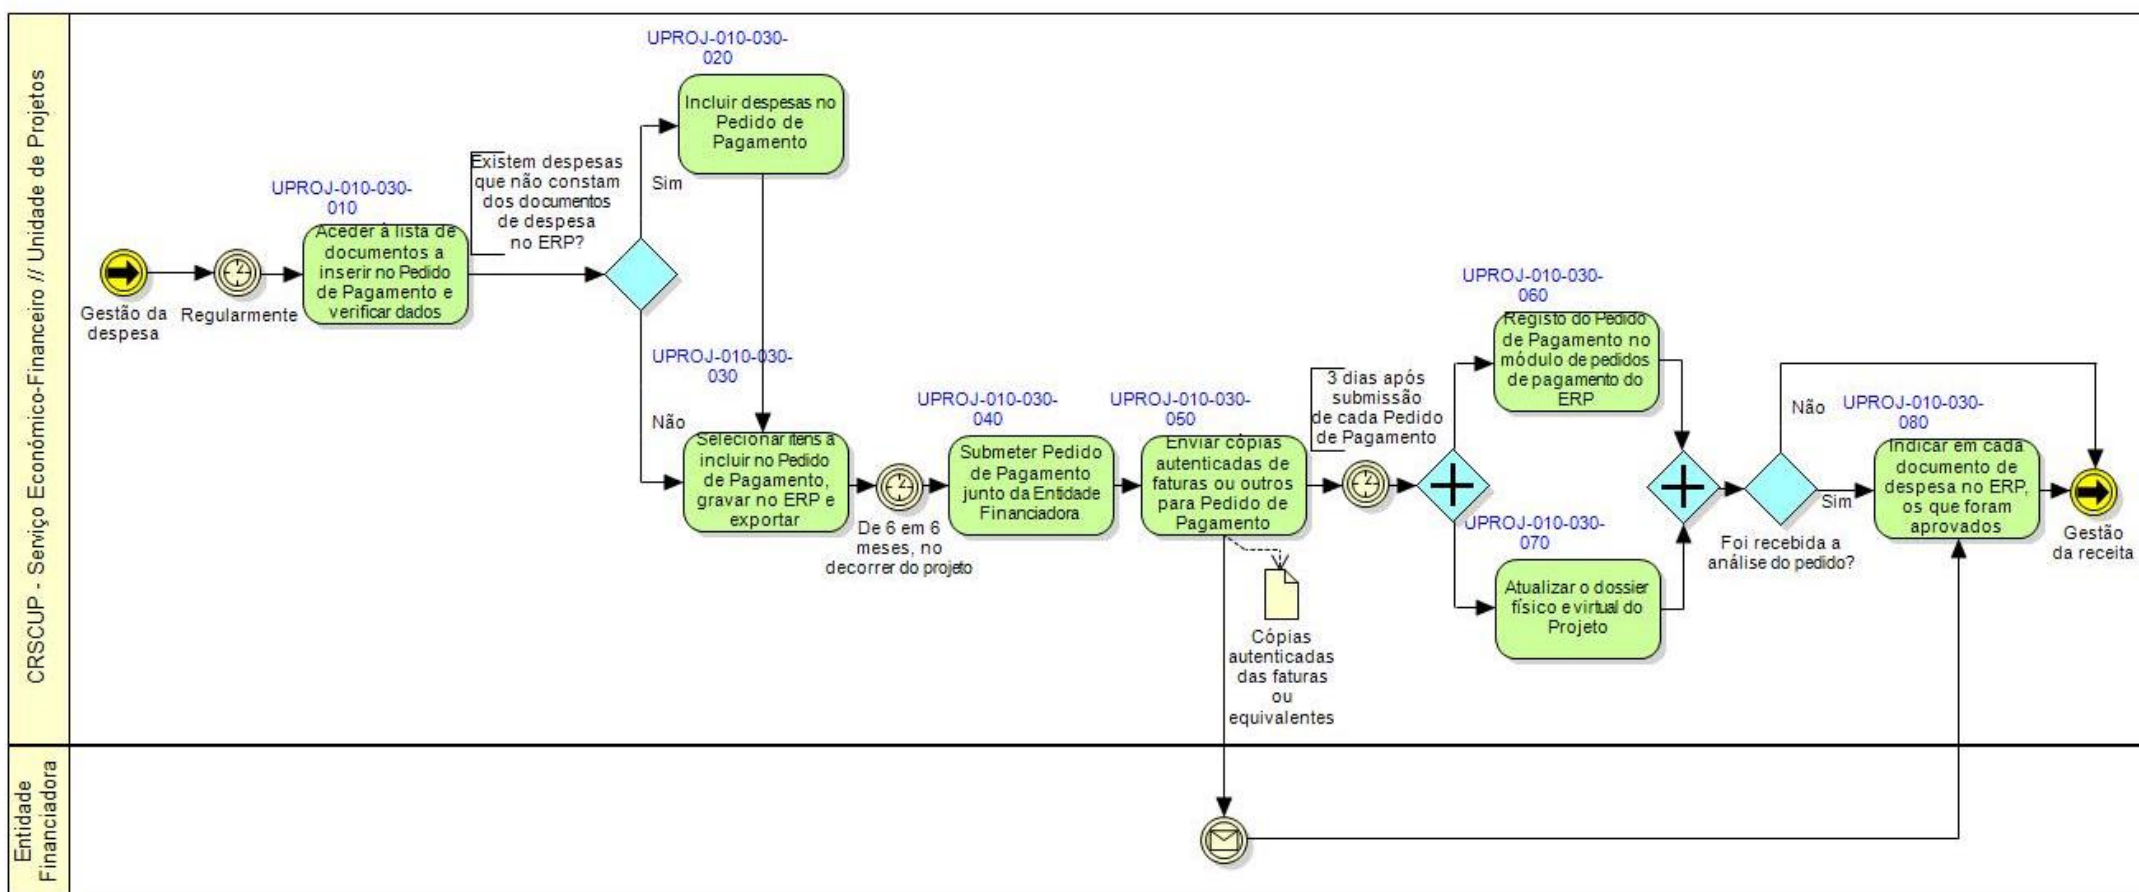 CRSCUP - Serviço Económico-Financeiro // Unidade de Projetos
Gestão da
despesa
Regularmente
UPROJ-010-030-
010
Aceder à lista de
documentos a
inserir no Pedido
de Pagamento e
verificar dados
Existem despesas
que não constam
dos documentos
de despesa
no ERP?
Sim
UPROJ-010-030-
020
Incluir despesas no
Pedido de
Pagamento
Não
UPROJ-010-030-
030
Selecionar itens a
incluir no Pedido
de Pagamento,
gravar no ERP e
exportar
De 6 em 6
meses, no
decorrer do projeto
UPROJ-010-030-
040
Submeter Pedido
de Pagamento
junto da Entidade
Financiadora
UPROJ-010-030-
050
Enviar cópias
autenticadas de
faturas ou outros
para Pedido de
Pagamento
Cópias
autenticadas
das faturas
ou
equivalentes
3 dias após
submissão
de cada Pedido
de Pagamento
UPROJ-010-030-
060
Registo do Pedido
de Pagamento no
módulo de pedidos
de pagamento do
ERP
UPROJ-010-030-
070
Atualizar o dossier
físico e virtual do
Projeto
Foi recebida a
análise do pedido?
Não
Sim
UPROJ-010-030-
080
Indicar em cada
documento de
despesa no ERP,
os que foram
aprovados
Gestão
da receita
Entidade
Financiadora